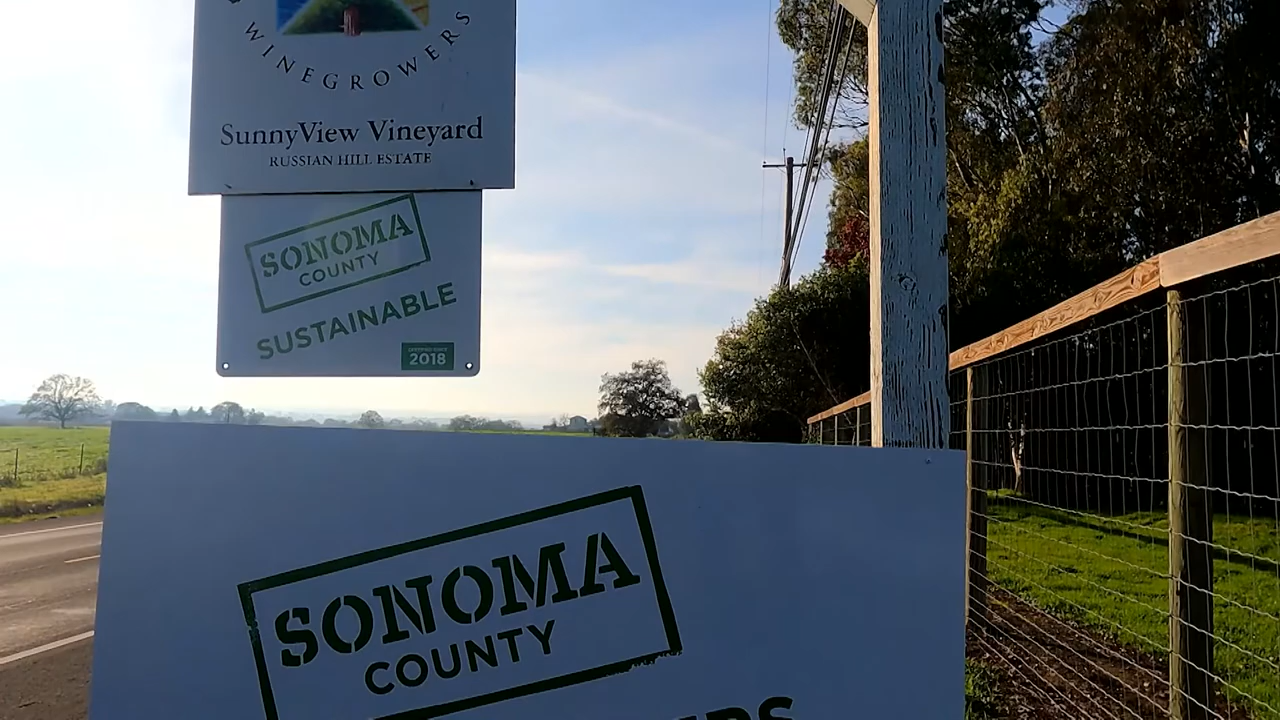 WINEGROWERS
SunnyView Vineyard
RUSSIAN HILL ESTATE
SONOMA
COUNTY
SUSTAINABLE
CERTIFIED SINCE
2018
SONOMA
COUNTY